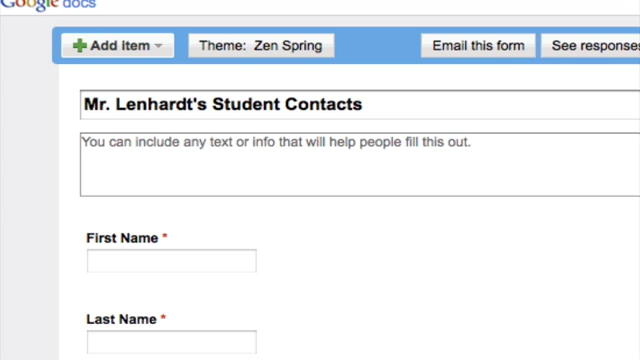 Google docs
Add item Theme: Zen Spring Email this form See responses
Mr. Lenhardt's Student Contacts
You can include any text or info that will help people fill this out.
First Name *
Last Name *